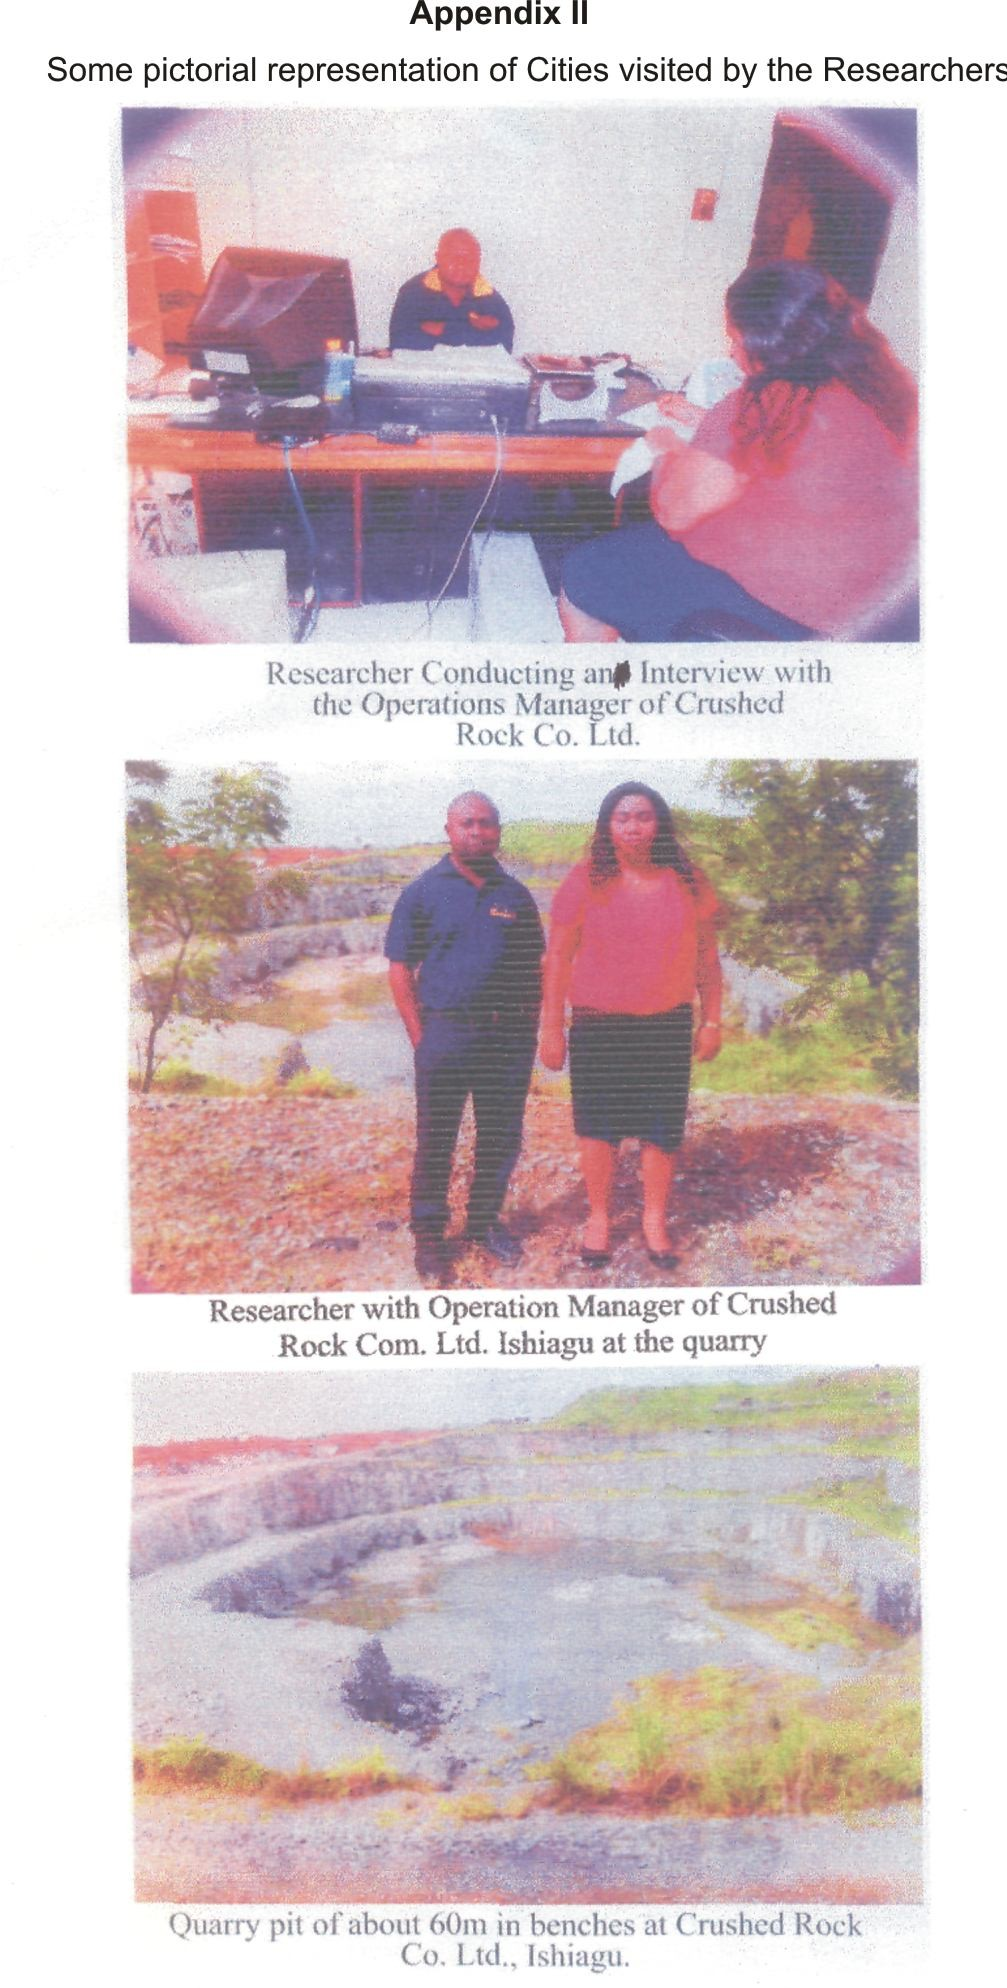 Appendix II
Some pictorial representation of Cities visited by the Researchers
Researcher Conducting an Interview with
the Operations Manager of Crushed
Rock Co. Ltd.
Researcher with Operation Manager of Crushed
Rock Com. Ltd. Ishiagu at the quarry
Quarry pit of about 60m in benches at Crushed Rock
Co. Ltd., Ishiagu.